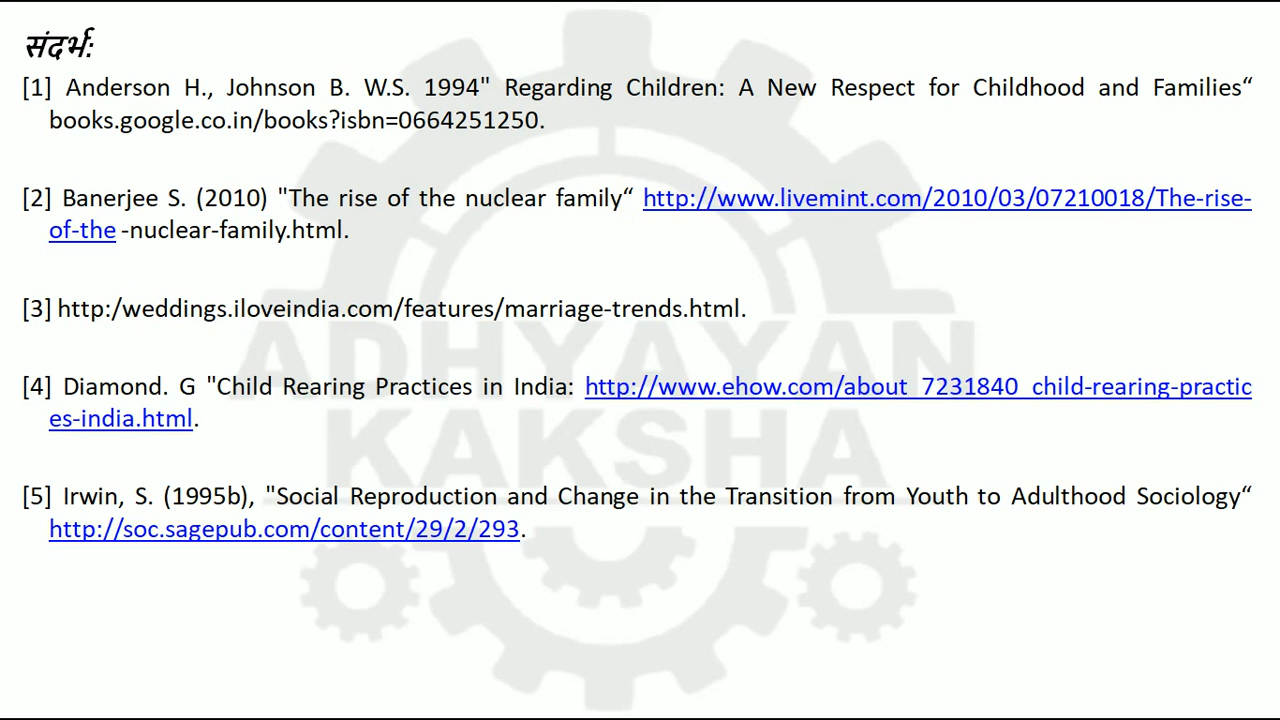 संदर्भ:
[1] Anderson H., Johnson B. W.S. 1994" Regarding Children: A New Respect for Childhood and Families“
books.google.co.in/books?isbn=0664251250.
[2] Banerjee S. (2010) "The rise of the nuclear family“ http://www.livemint.com/2010/03/07210018/The-rise-
of-the -nuclear-family.html.
[3] http:/weddings.iloveindia.com/features/marriage-trends.html.
[4] Diamond. G "Child Rearing Practices in India: http://www.ehow.com/about_7231840_child-rearing-practic
es-india.html.
[5] Irwin, S. (1995b), "Social Reproduction and Change in the Transition from Youth to Adulthood Sociology“
http://soc.sagepub.com/content/29/2/293.
ADHYAYAN
KAKSHA